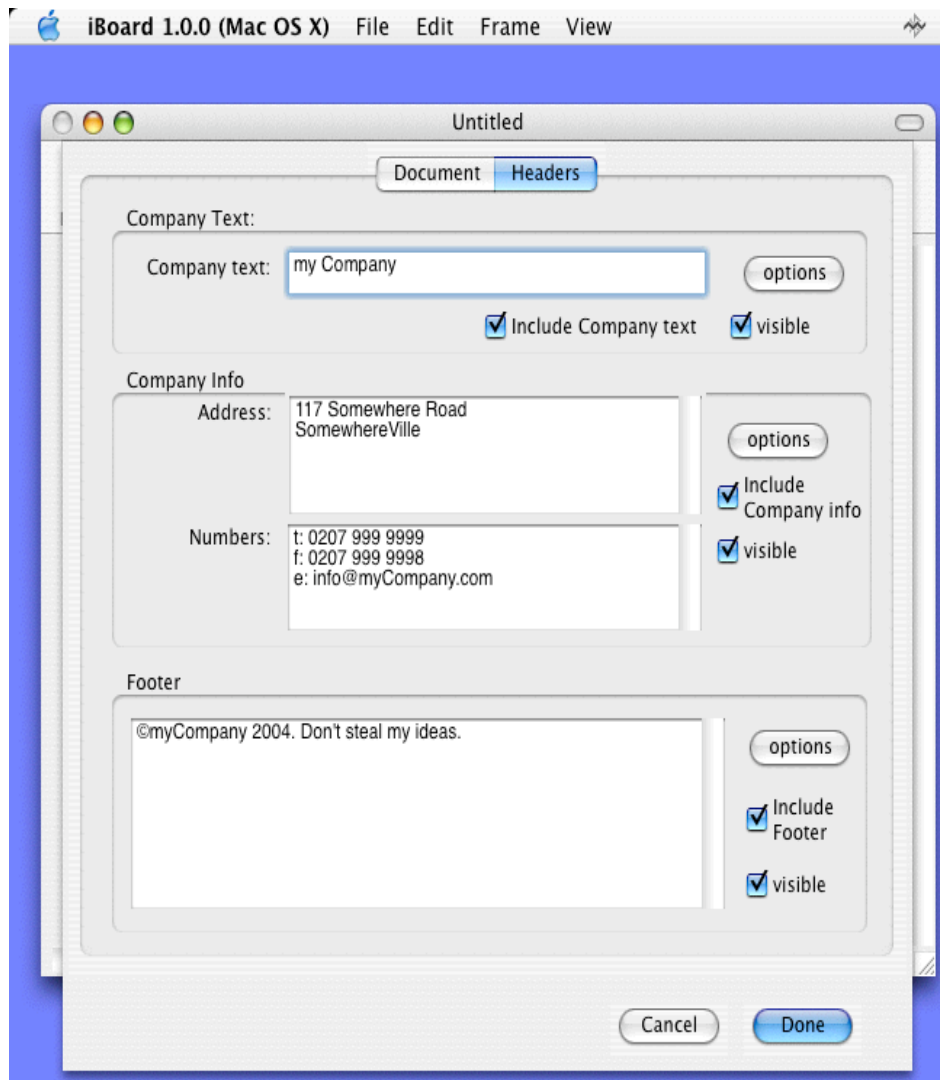 iBoard 1.0.0 (Mac OS X) File Edit Frame View
Untitled
Document Headers
Company Text:
Company text: my Company options
Include Company text visible
Company Info
Address: 117 Somewhere Road
SomewhereVille
options
Include
Company info
Numbers: t: 0207 999 9999
f: 0207 999 9998
e: info@myCompany.com
visible
Footer
©myCompany 2004. Don't steal my ideas.
options
Include
Footer
visible
Cancel Done